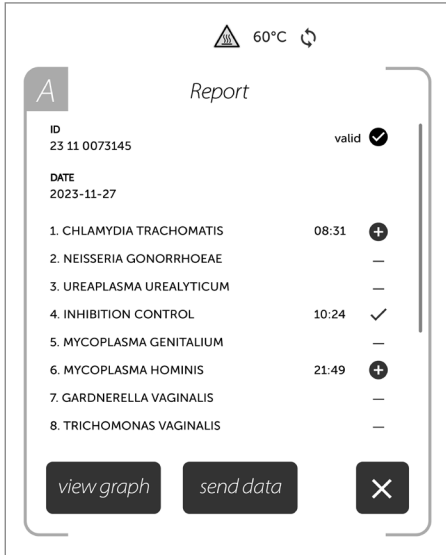 60°C
A Report
ID
23 11 0073145 valid
DATE
2023-11-27
1. CHLAMYDIA TRACHOMATIS 08:31 +
2. NEISSERIA GONORRHOEAE –
3. UREAPLASMA UREALYTICUM –
4. INHIBITION CONTROL 10:24 ✓
5. MYCOPLASMA GENITALIUM –
6. MYCOPLASMA HOMINIS 21:49 +
7. GARDNERELLA VAGINALIS –
8. TRICHOMONAS VAGINALIS –
view graph send data ×